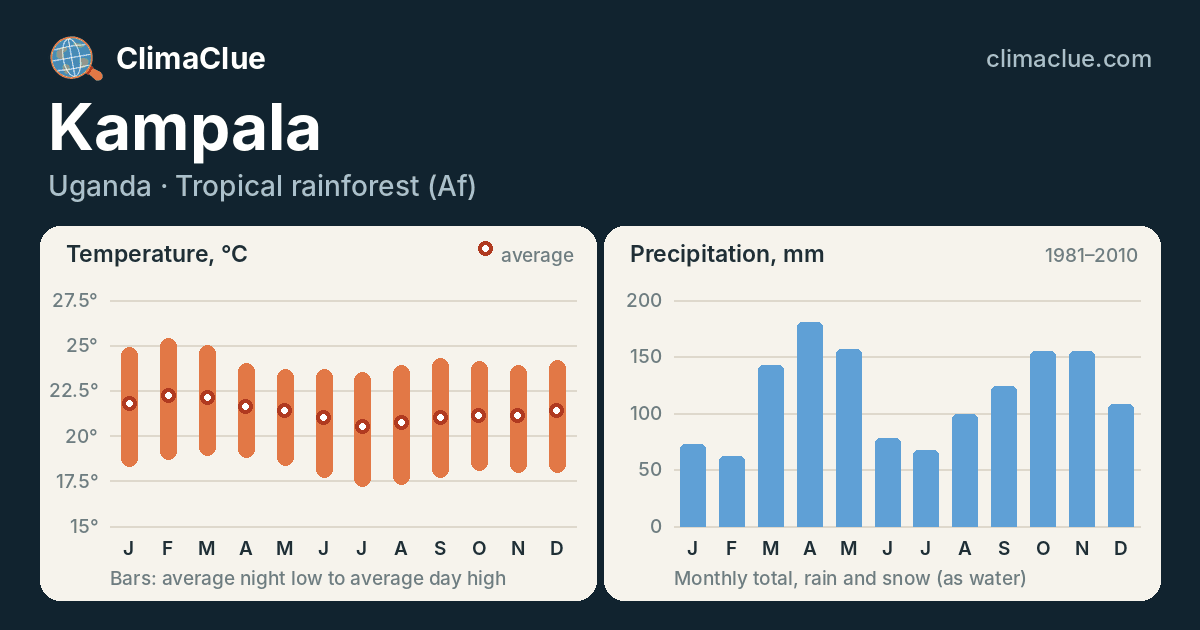 ClimaClue
climaclue.com
Kampala
Uganda · Tropical rainforest (Af)
Temperature, °C
average
27.5°
25°
22.5°
20°
17.5°
15°
J F M A M J J A S O N D
Bars: average night low to average day high
Precipitation, mm
1981–2010
200
150
100
50
0
J F M A M J J A S O N D
Monthly total, rain and snow (as water)